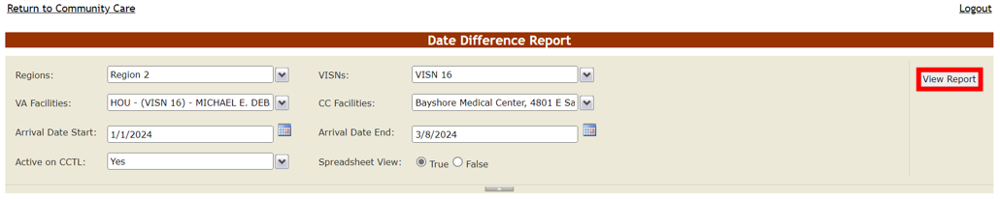 Return to Community Care Logout
Date Difference Report
Regions: Region 2 VISNs: VISN 16 View Report
VA Facilities: HOU - (VISN 16) - MICHAEL E. DEB CC Facilities: Bayshore Medical Center, 4801 E Sa
Arrival Date Start: 1/1/2024 Arrival Date End: 3/8/2024
Active on CCTL: Yes Spreadsheet View: True False